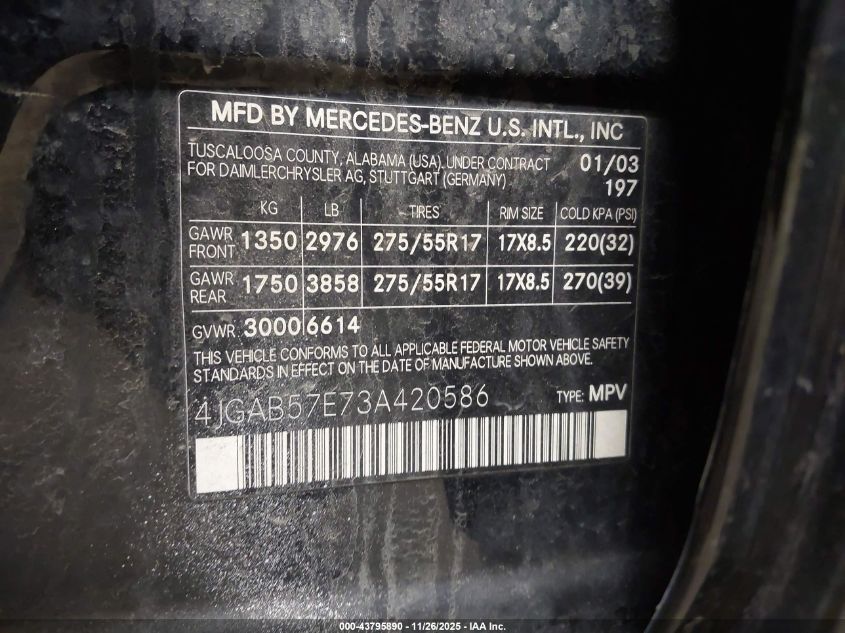 MFD BY MERCEDES-BENZ U.S. INTL., INC
TUSCALOOSA COUNTY, ALABAMA (USA), UNDER CONTRACT 01/03
FOR DAIMLERCHRYSLER AG, STUTTGART (GERMANY) 197
KG LB TIRES RIM SIZE COLD KPA (PSI)
GAWR FRONT 1350 2976 275/55R17 17X8.5 220(32)
GAWR REAR 1750 3858 275/55R17 17X8.5 270(39)
GVWR 3000 6614
THIS VEHICLE CONFORMS TO ALL APPLICABLE FEDERAL MOTOR VEHICLE SAFETY
STANDARDS IN EFFECT ON THE DATE OF MANUFACTURE SHOWN ABOVE.
4JGAB57E73A420586 TYPE: MPV
000-43795890 - 11/26/2025 - IAA Inc.